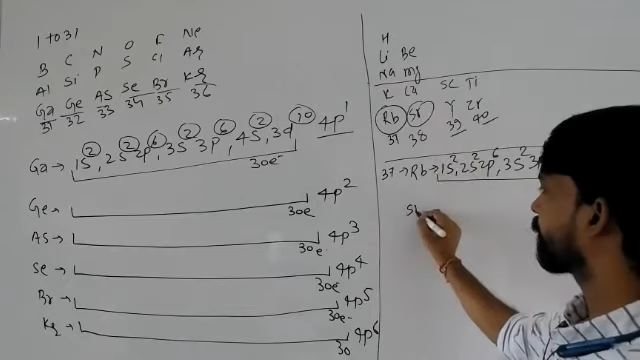 1 to 31
B C N O F Ne
Al Si P S Cl Ar
Ga Ge As Se Br Kr
31 32 33 34 35 36
Ga → 1s², 2s² 2p⁶, 3s² 3p⁶, 4s², 3d¹⁰ 4p¹
30e⁻
Ge → 4p²
30e
As → 4p³
30e
Se → 4p⁴
30e
Br → 4p⁵
30e⁻
Kr → 4p⁶
30
H
Li Be
Na Mg
K Ca Sc Ti
Rb Sr Y Zr
37 38 39 40
37 → Rb → 1s², 2s² 2p⁶, 3s² 3p